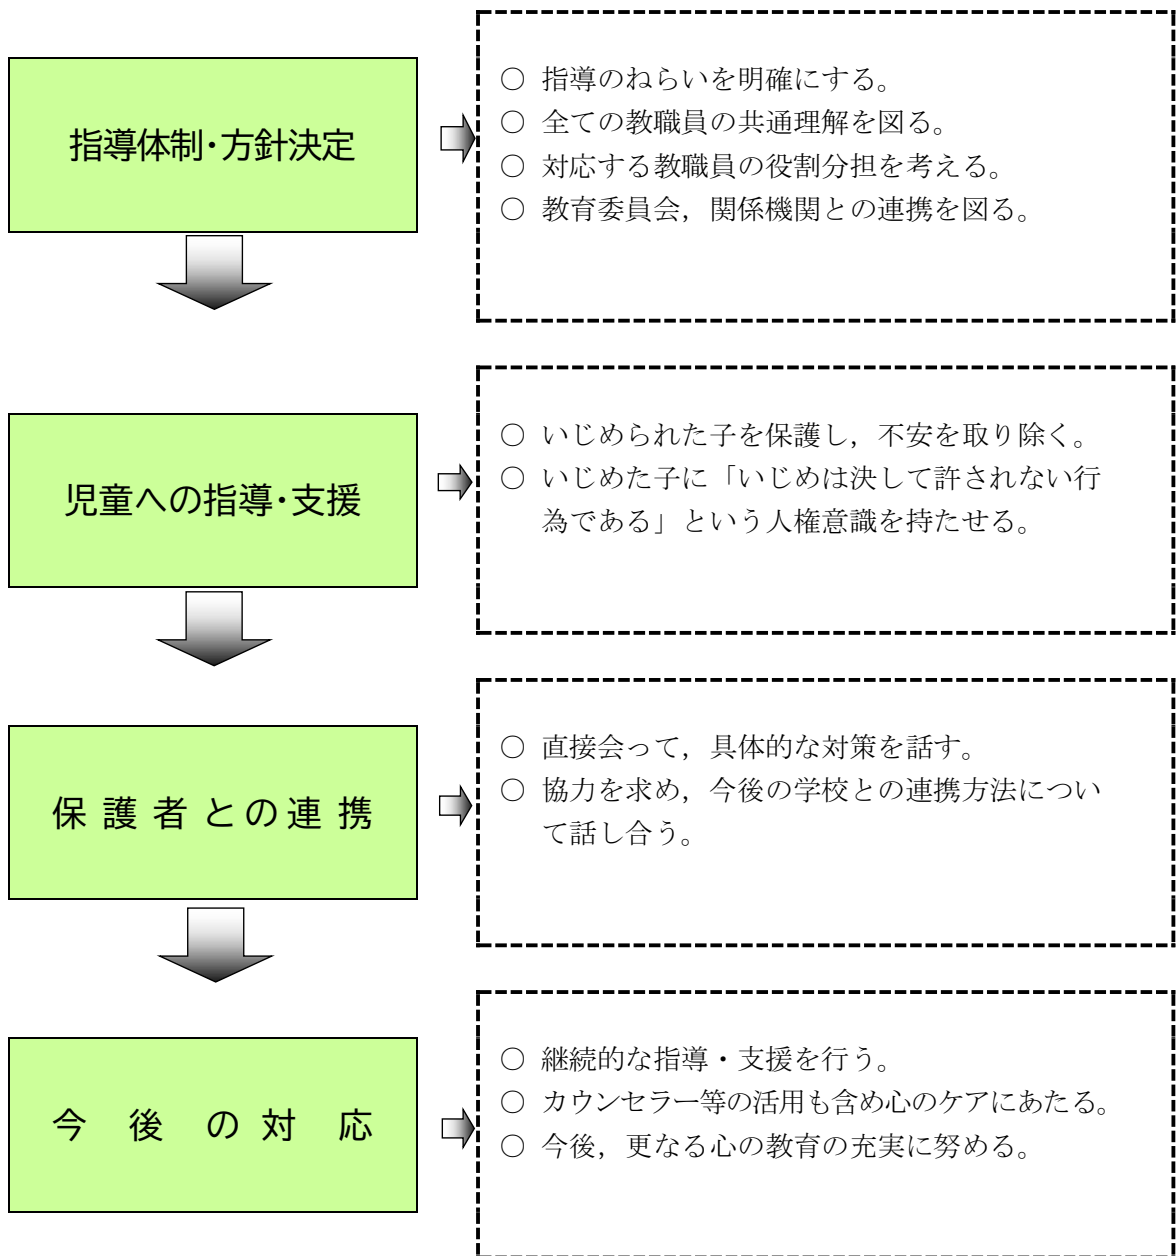 指導体制・方針決定
○ 指導のねらいを明確にする。
○ 全ての教職員の共通理解を図る。
○ 対応する教職員の役割分担を考える。
○ 教育委員会，関係機関との連携を図る。
児童への指導・支援
○ いじめられた子を保護し，不安を取り除く。
○ いじめた子に「いじめは決して許されない行
為である」という人権意識を持たせる。
保護者との連携
○ 直接会って，具体的な対策を話す。
○ 協力を求め，今後の学校との連携方法につい
て話し合う。
今後の対応
○ 継続的な指導・支援を行う。
○ カウンセラー等の活用も含め心のケアにあたる。
○ 今後，更なる心の教育の充実に努める。